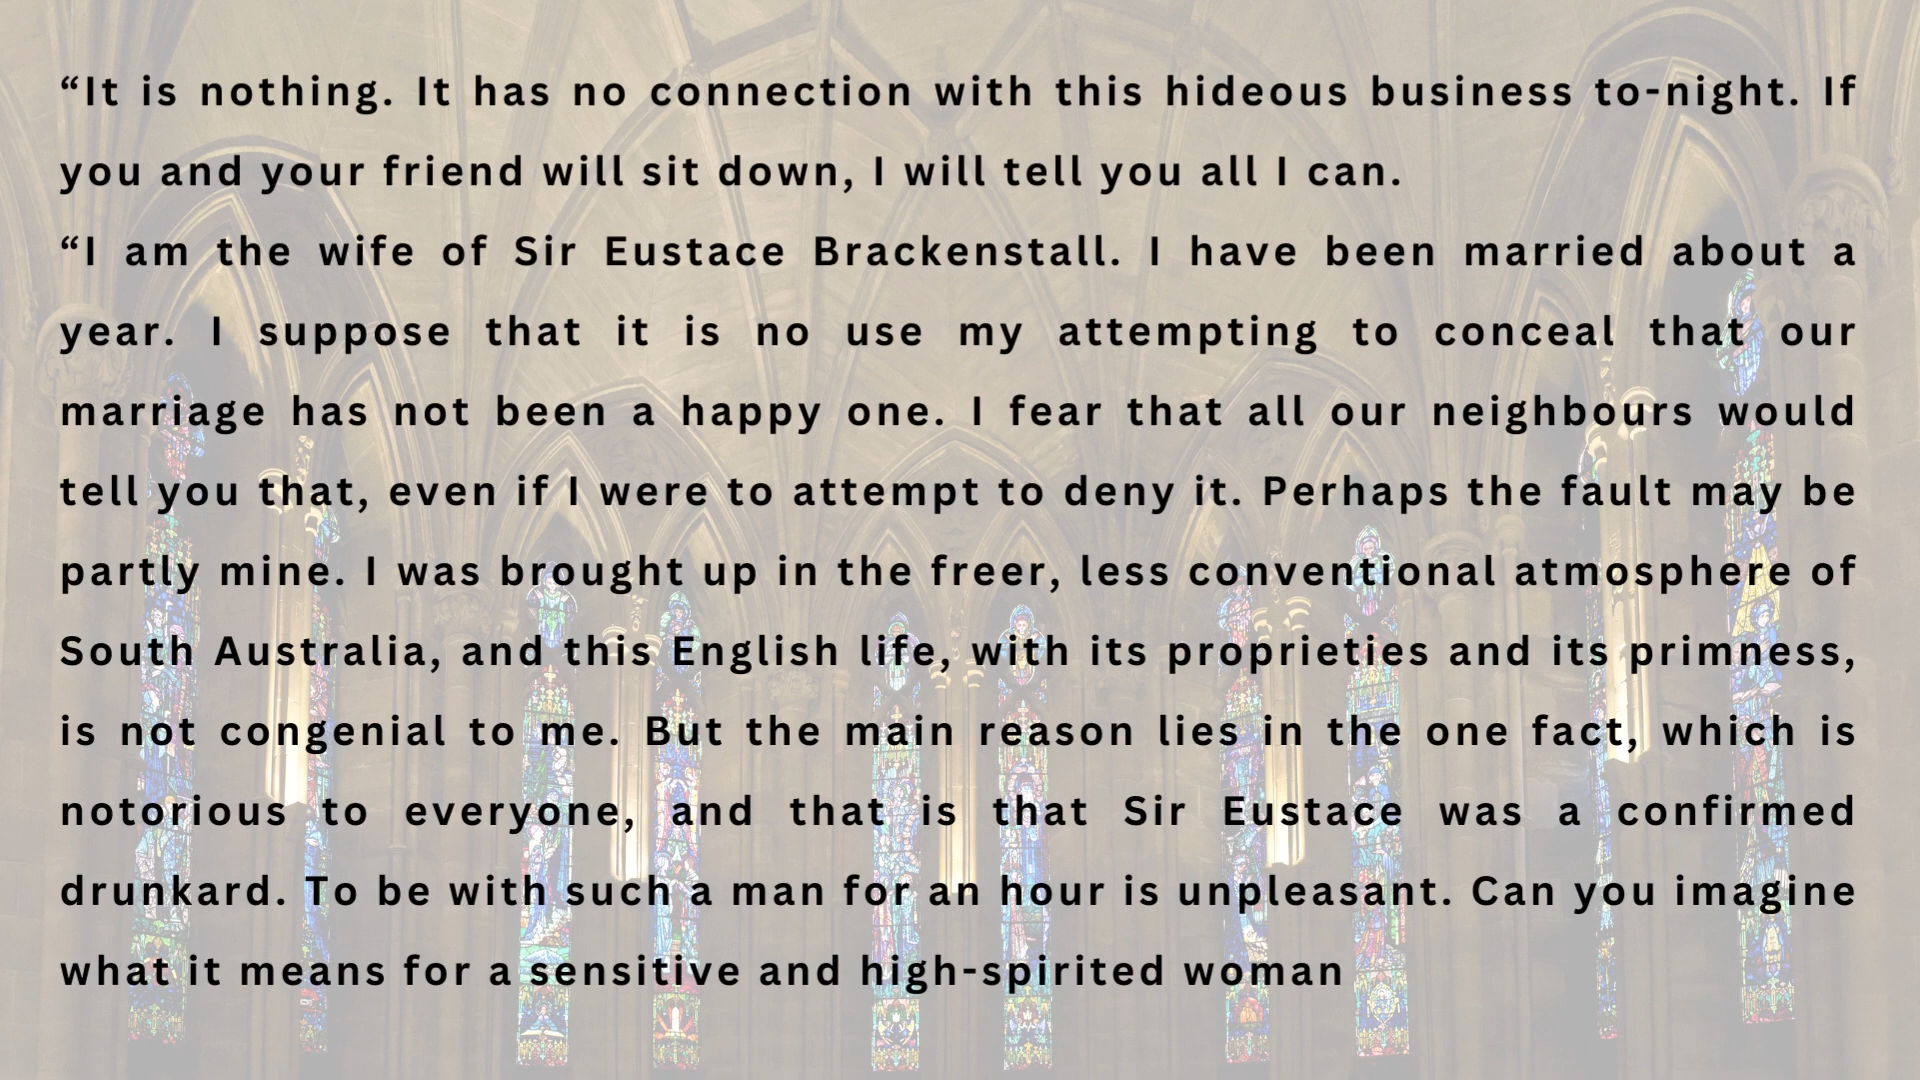 “It is nothing. It has no connection with this hideous business to-night. If
you and your friend will sit down, I will tell you all I can.
“I am the wife of Sir Eustace Brackenstall. I have been married about a
year. I suppose that it is no use my attempting to conceal that our
marriage has not been a happy one. I fear that all our neighbours would
tell you that, even if I were to attempt to deny it. Perhaps the fault may be
partly mine. I was brought up in the freer, less conventional atmosphere of
South Australia, and this English life, with its proprieties and its primness,
is not congenial to me. But the main reason lies in the one fact, which is
notorious to everyone, and that is that Sir Eustace was a confirmed
drunkard. To be with such a man for an hour is unpleasant. Can you imagine
what it means for a sensitive and high-spirited woman